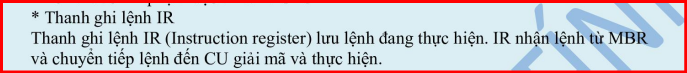 * Thanh ghi lệnh IR
Thanh ghi lệnh IR (Instruction register) lưu lệnh đang thực hiện. IR nhận lệnh từ MBR
và chuyển tiếp lệnh đến CU giải mã và thực hiện.